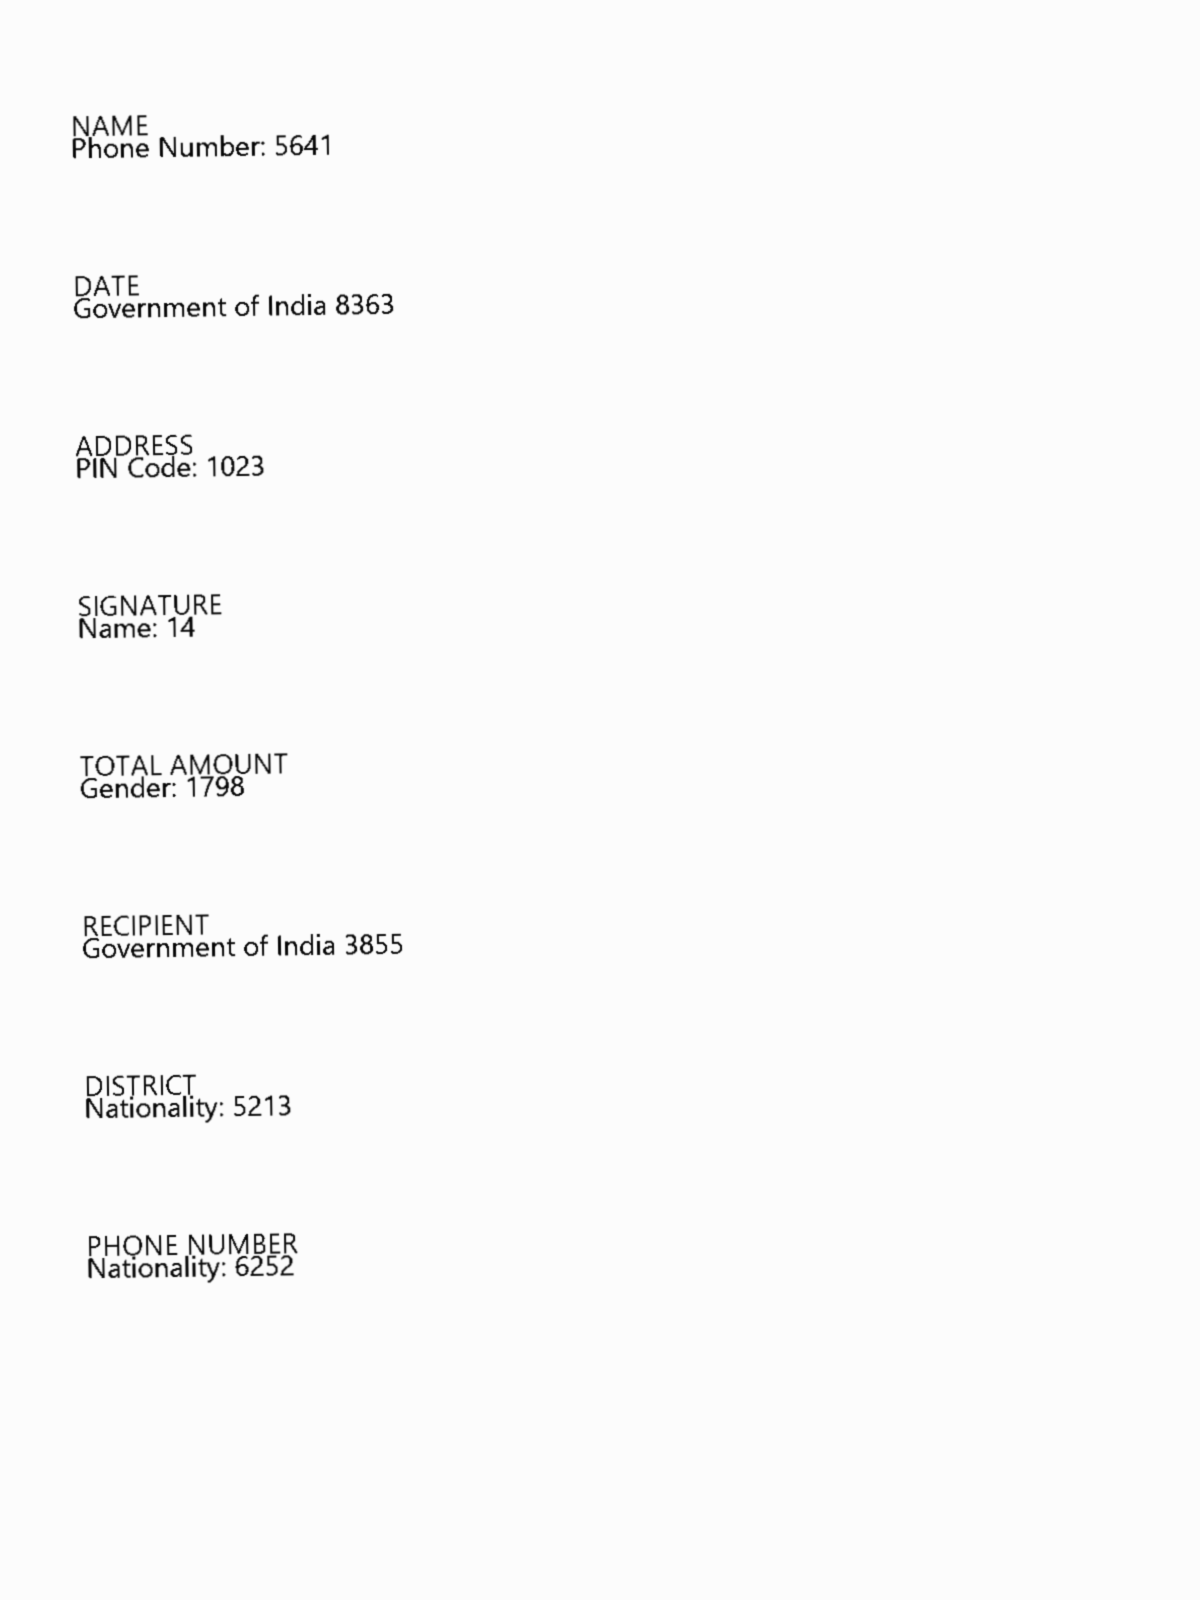 NAME
Phone Number: 5641
DATE
Government of India 8363
ADDRESS
PIN Code: 1023
SIGNATURE
Name: 14
TOTAL AMOUNT
Gender: 1798
RECIPIENT
Government of India 3855
DISTRICT
Nationality: 5213
PHONE NUMBER
Nationality: 6252